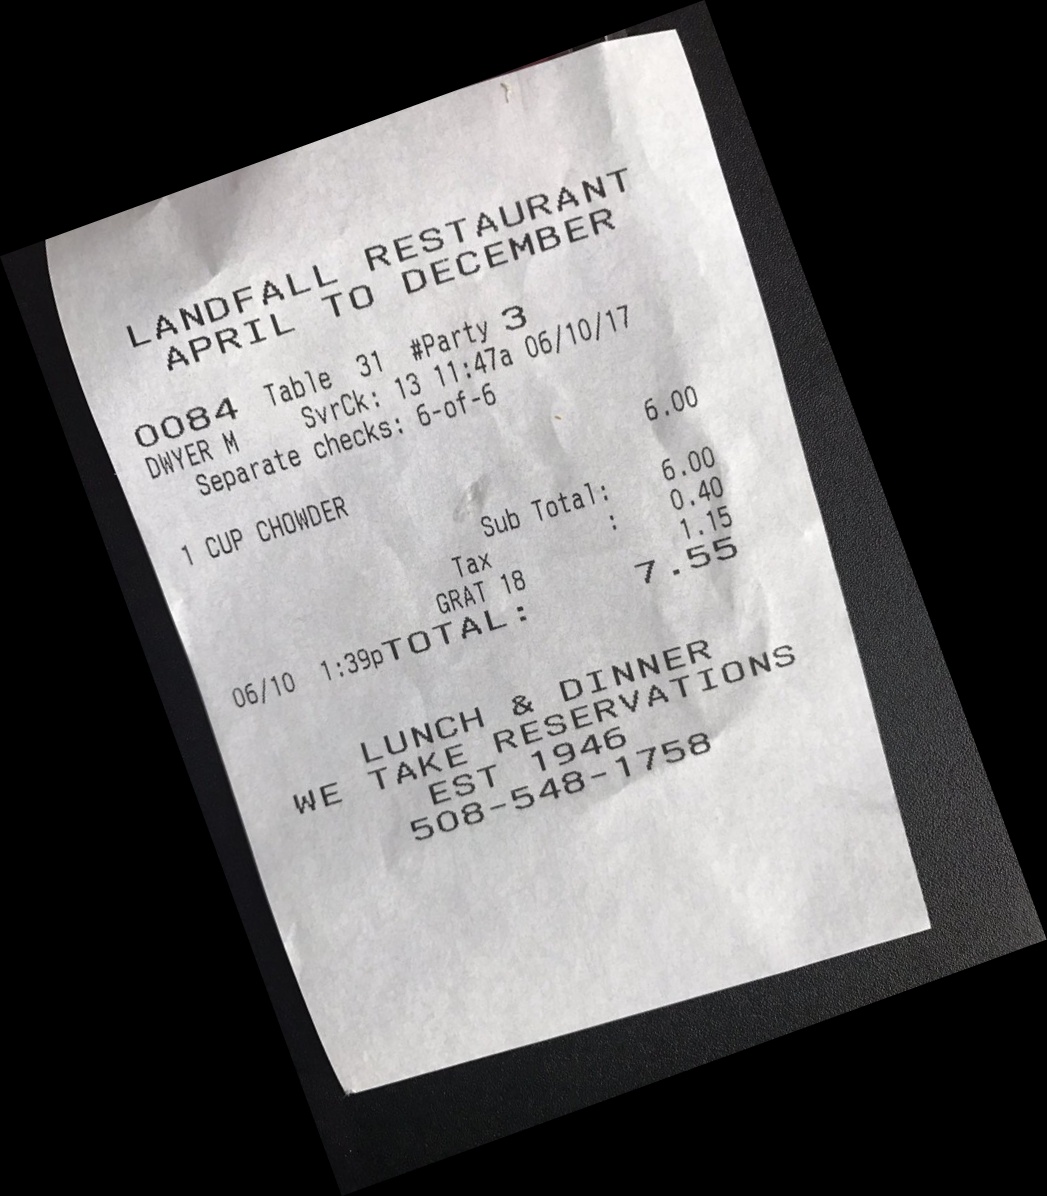 LANDFALL RESTAURANT
APRIL TO DECEMBER
0084 Table 31 #Party 3
DWYER M SvrCk: 13 11:47a 06/10/17
Separate checks: 6-of-6
1 CUP CHOWDER 6.00
Sub Total: 6.00
Tax : 0.40
GRAT 18 1.15
06/10 1:39pTOTAL: 7.55
LUNCH & DINNER
WE TAKE RESERVATIONS
EST 1946
508-548-1758